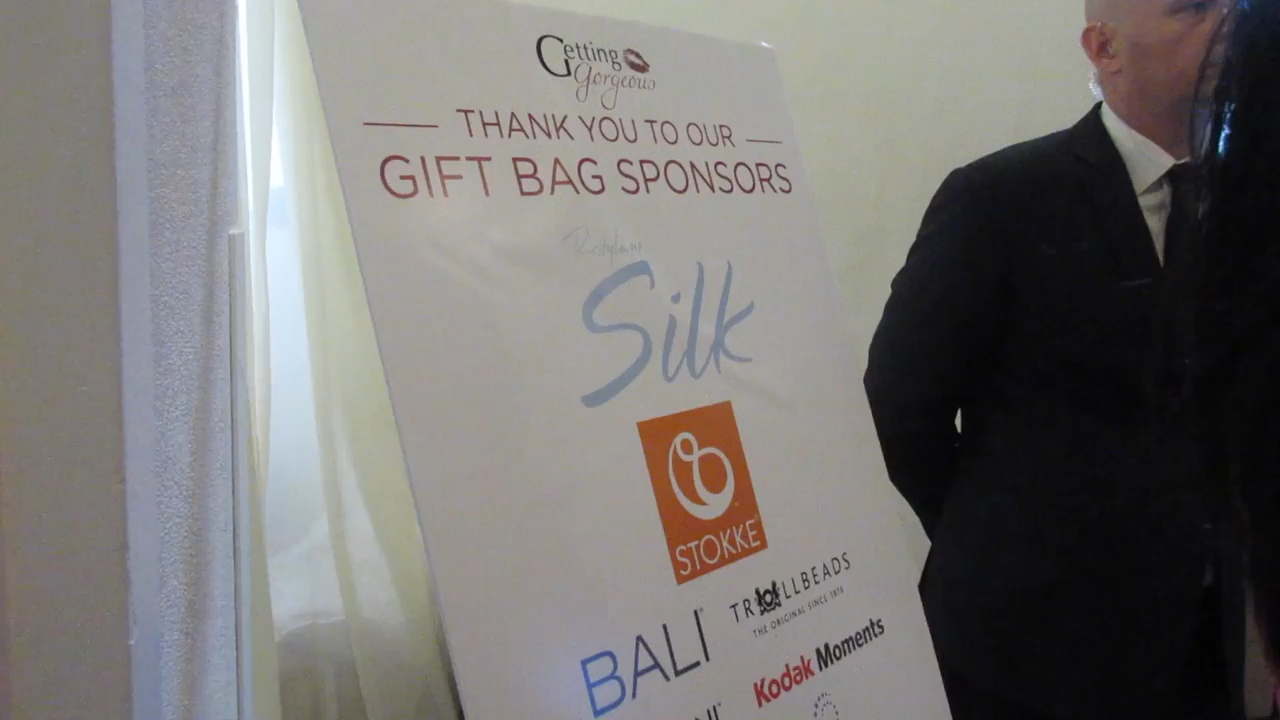 Getting
Gorgeous
THANK YOU TO OUR
GIFT BAG SPONSORS
Restylane
Silk
STOKKE
TROLLBEADS
THE ORIGINAL SINCE 1976
BALI
Kodak Moments